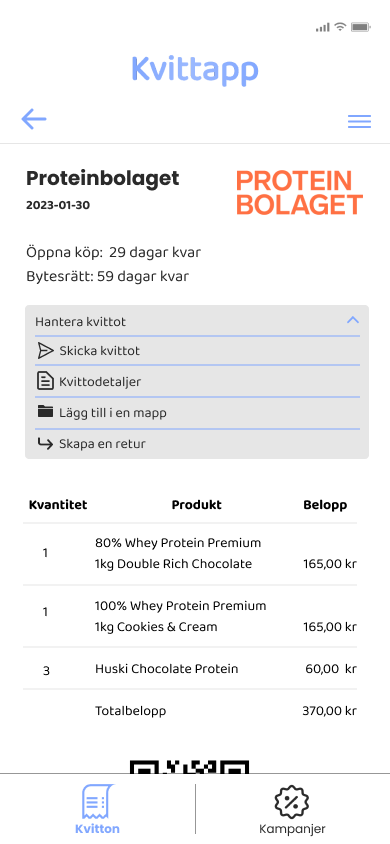 Kvittapp
Proteinbolaget
2023-01-30
PROTEIN
BOLAGET
Öppna köp: 29 dagar kvar
Bytesrätt: 59 dagar kvar
Hantera kvittot
Skicka kvittot
Kvittodetaljer
Lägg till i en mapp
Skapa en retur
Kvantitet Produkt Belopp
1 80% Whey Protein Premium
1kg Double Rich Chocolate 165,00 kr
1 100% Whey Protein Premium
1kg Cookies & Cream 165,00 kr
3 Huski Chocolate Protein 60,00 kr
Totalbelopp 370,00 kr
Kvitton Kampanjer